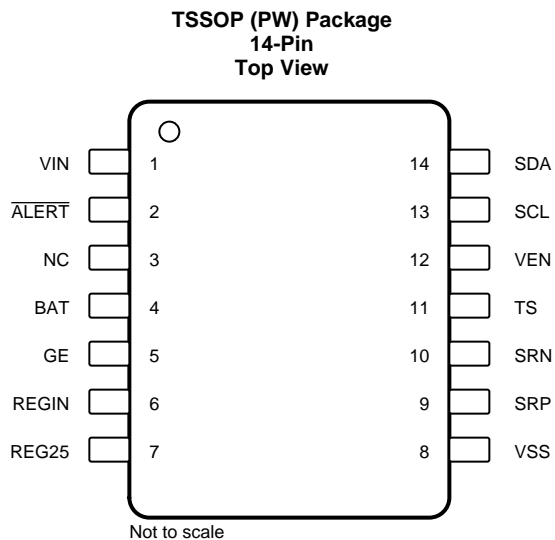 TSSOP (PW) Package
14-Pin
Top View
VIN 1 14 SDA
ALERT 2 13 SCL
NC 3 12 VEN
BAT 4 11 TS
GE 5 10 SRN
REGIN 6 9 SRP
REG25 7 8 VSS
Not to scale